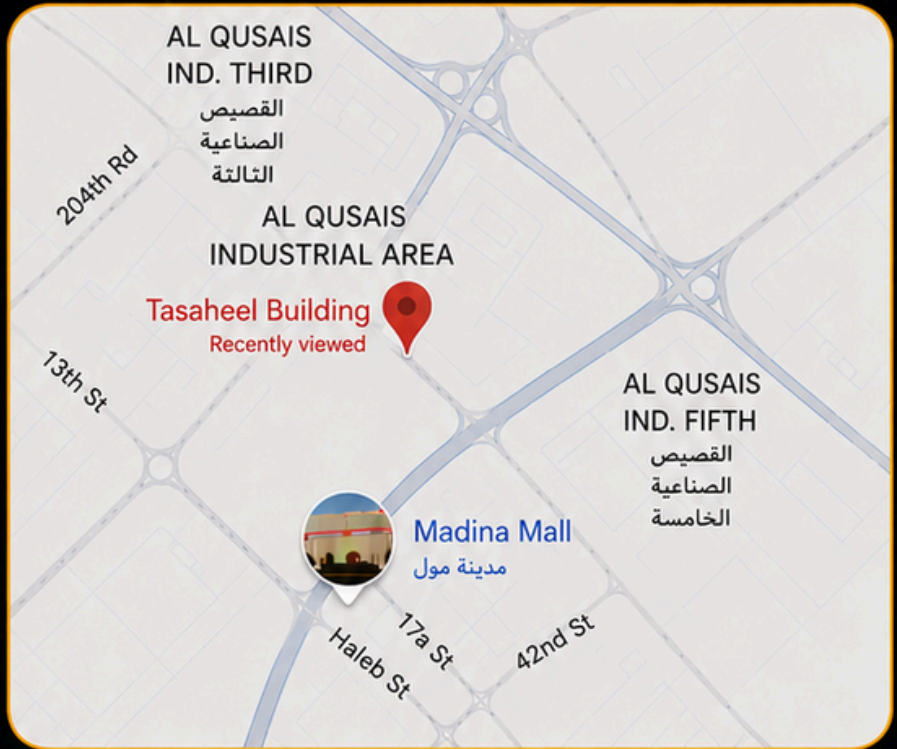 AL QUSAIS
IND. THIRD
القصيص
الصناعية
الثالثة
204th Rd
AL QUSAIS
INDUSTRIAL AREA
Tasaheel Building
Recently viewed
13th St
AL QUSAIS
IND. FIFTH
القصيص
الصناعية
الخامسة
Madina Mall
مدينة مول
17a St
42nd St
Haleb St